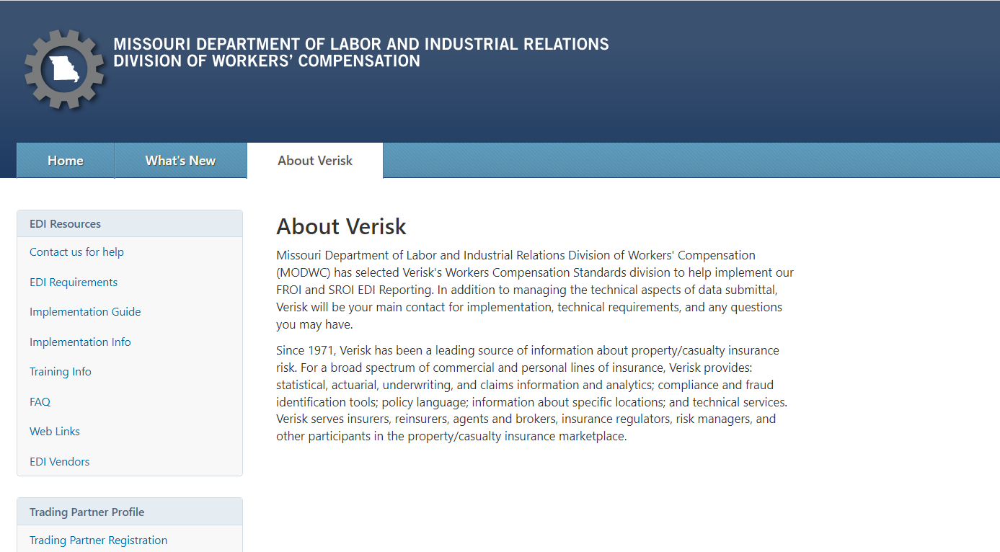 MISSOURI DEPARTMENT OF LABOR AND INDUSTRIAL RELATIONS
DIVISION OF WORKERS’ COMPENSATION
Home
What's New
About Verisk
EDI Resources
Contact us for help
EDI Requirements
Implementation Guide
Implementation Info
Training Info
FAQ
Web Links
EDI Vendors
Trading Partner Profile
Trading Partner Registration
About Verisk
Missouri Department of Labor and Industrial Relations Division of Workers' Compensation
(MODWC) has selected Verisk's Workers Compensation Standards division to help implement our
FROI and SROI EDI Reporting. In addition to managing the technical aspects of data submittal,
Verisk will be your main contact for implementation, technical requirements, and any questions
you may have.
Since 1971, Verisk has been a leading source of information about property/casualty insurance
risk. For a broad spectrum of commercial and personal lines of insurance, Verisk provides:
statistical, actuarial, underwriting, and claims information and analytics; compliance and fraud
identification tools; policy language; information about specific locations; and technical services.
Verisk serves insurers, reinsurers, agents and brokers, insurance regulators, risk managers, and
other participants in the property/casualty insurance marketplace.